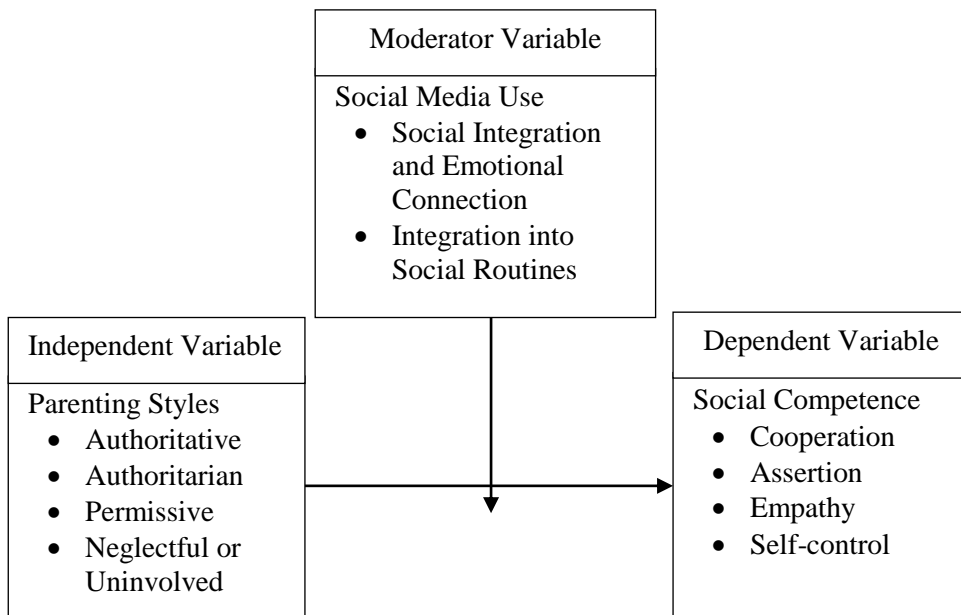 Moderator Variable
Social Media Use
• Social Integration
and Emotional
Connection
• Integration into
Social Routines
Independent Variable
Parenting Styles
• Authoritative
• Authoritarian
• Permissive
• Neglectful or
Uninvolved
Dependent Variable
Social Competence
• Cooperation
• Assertion
• Empathy
• Self-control